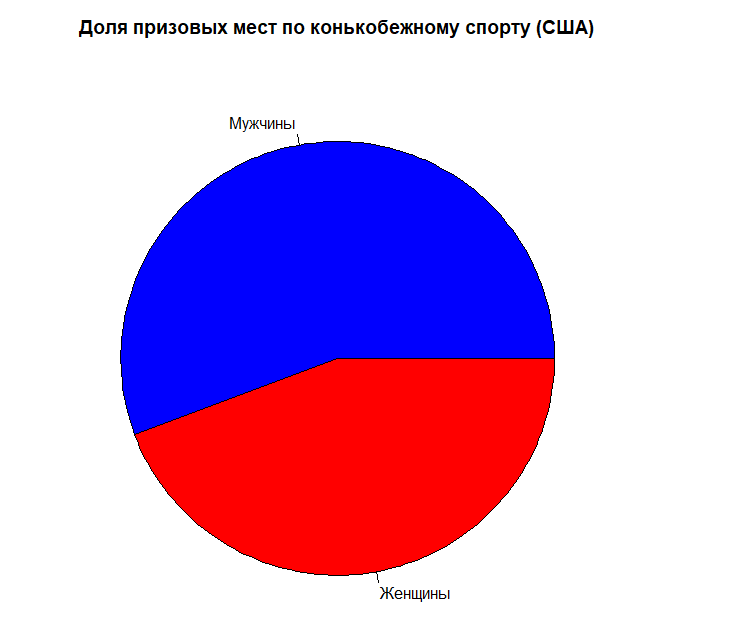 Доля призовых мест по конькобежному спорту (США)
Мужчины
Женщины